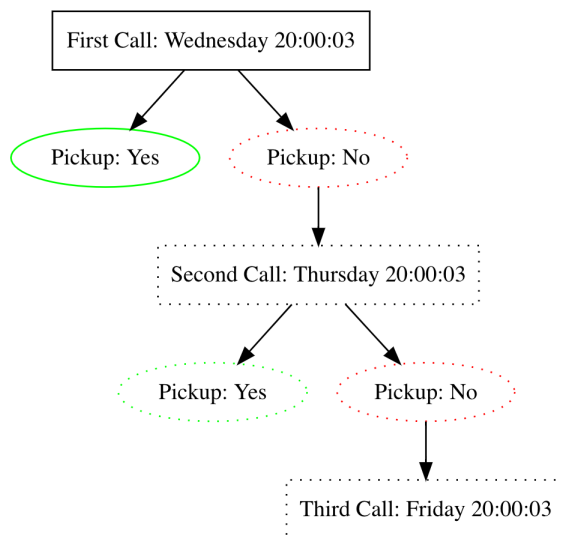 First Call: Wednesday 20:00:03
Pickup: Yes
Pickup: No
Second Call: Thursday 20:00:03
Pickup: Yes
Pickup: No
Third Call: Friday 20:00:03